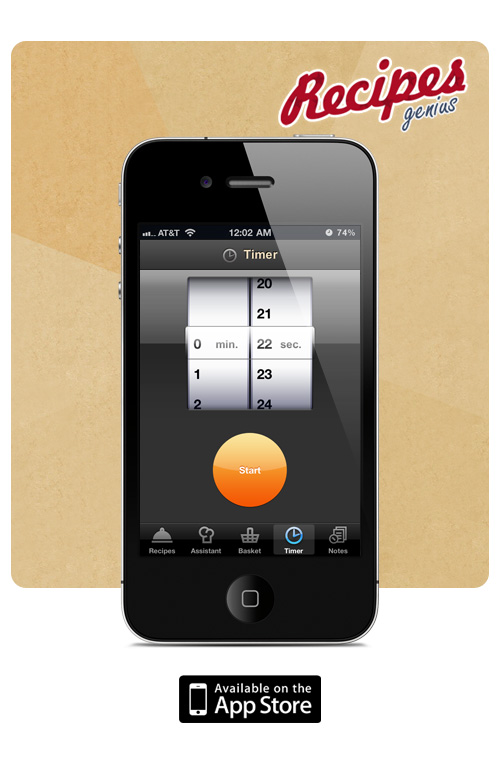 Recipes
genius
AT&T 12:02 AM 74%
Timer
20
21
0 min. 22 sec.
1 23
2 24
Start
Recipes Assistant Basket Timer Notes
Available on the
App Store